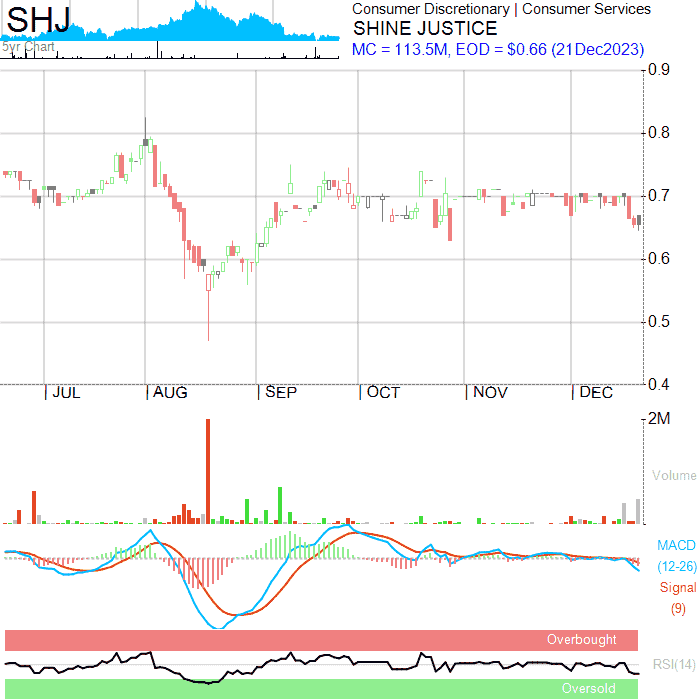 SHJ
Consumer Discretionary | Consumer Services
SHINE JUSTICE
5yr Chart
MC = 113.5M, EOD = $0.66 (21Dec2023)
0.9
0.8
0.7
0.6
0.5
0.4
JUL
AUG
SEP
OCT
NOV
DEC
2M
Volume
MACD
(12-26)
Signal
(9)
Overbought
RSI(14)
Oversold